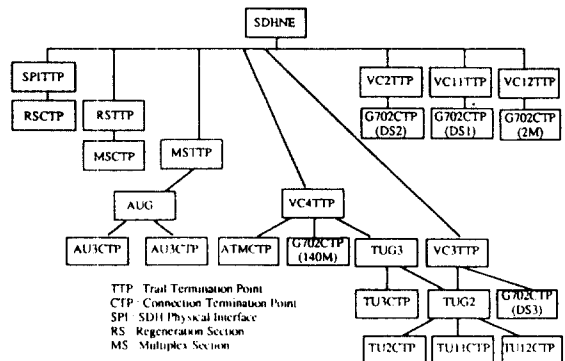 SDHNE
SPITTP
VC2TTP
VC11TTP
VC12TTP
RSCTP
RSTTP
G702CTP
(DS2)
G702CTP
(DS1)
G702CTP
(2M)
MSCTP
MSTTP
AUG
VC4TTP
AU3CTP
AU3CTP
ATMCTP
G702CTP
(140M)
TUG3
VC3TTP
TTP : Trail Termination Point
CTP : Connection Termination Point
SPI : SDH Physical Interface
RS : Regeneration Section
MS : Multiplex Section
TU3CTP
TUG2
G702CTP
(DS3)
TU2CTP
TU11CTP
TU12CTP